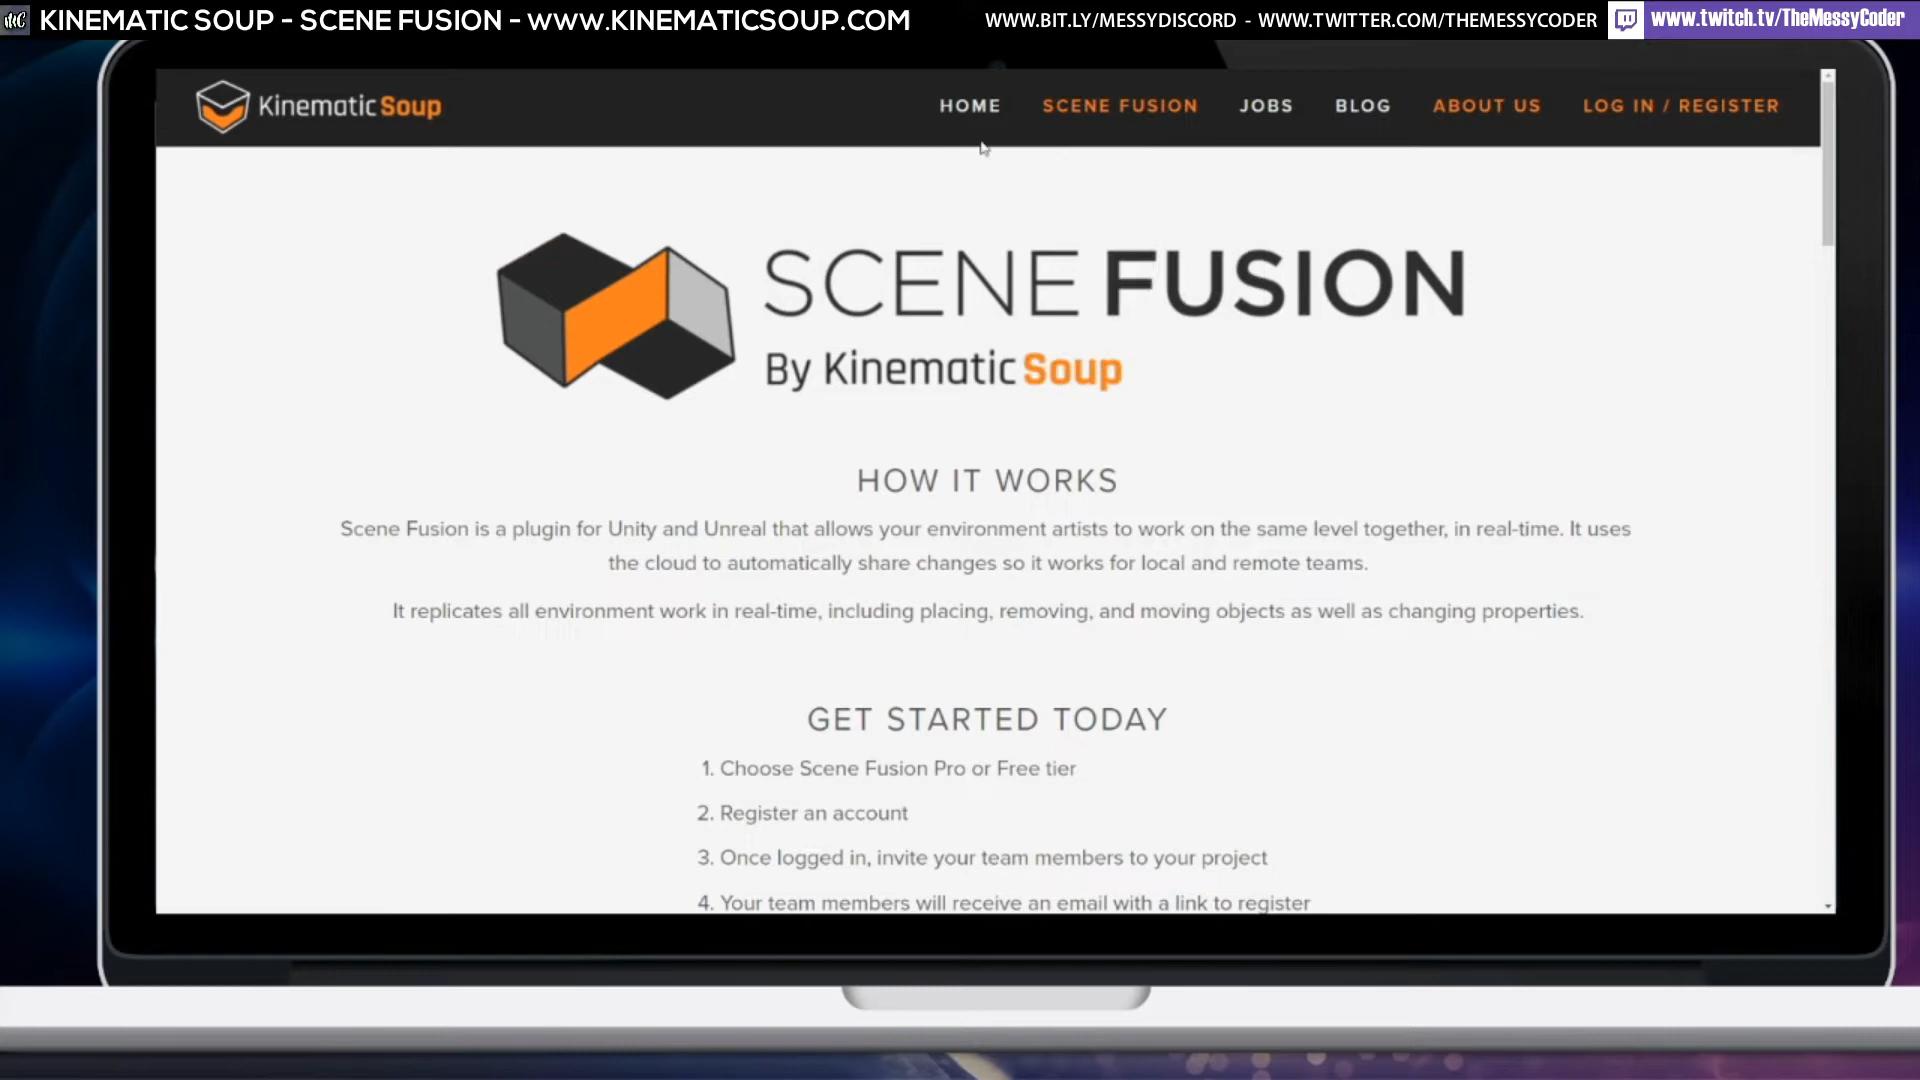 KINEMATIC SOUP - SCENE FUSION - www.KINEMATICSOUP.COM
WWW.BIT.LY/MESSYDISCORD - WWW.TWITTER.COM/THEMESSYCODER
www.twitch.tv/TheMessyCoder
Kinematic Soup
HOME SCENE FUSION JOBS BLOG ABOUT US LOG IN / REGISTER
SCENE FUSION
By Kinematic Soup
HOW IT WORKS
Scene Fusion is a plugin for Unity and Unreal that allows your environment artists to work on the same level together, in real-time. It uses
the cloud to automatically share changes so it works for local and remote teams.
It replicates all environment work in real-time, including placing, removing, and moving objects as well as changing properties.
GET STARTED TODAY
1. Choose Scene Fusion Pro or Free tier
2. Register an account
3. Once logged in, invite your team members to your project
4. Your team members will receive an email with a link to register